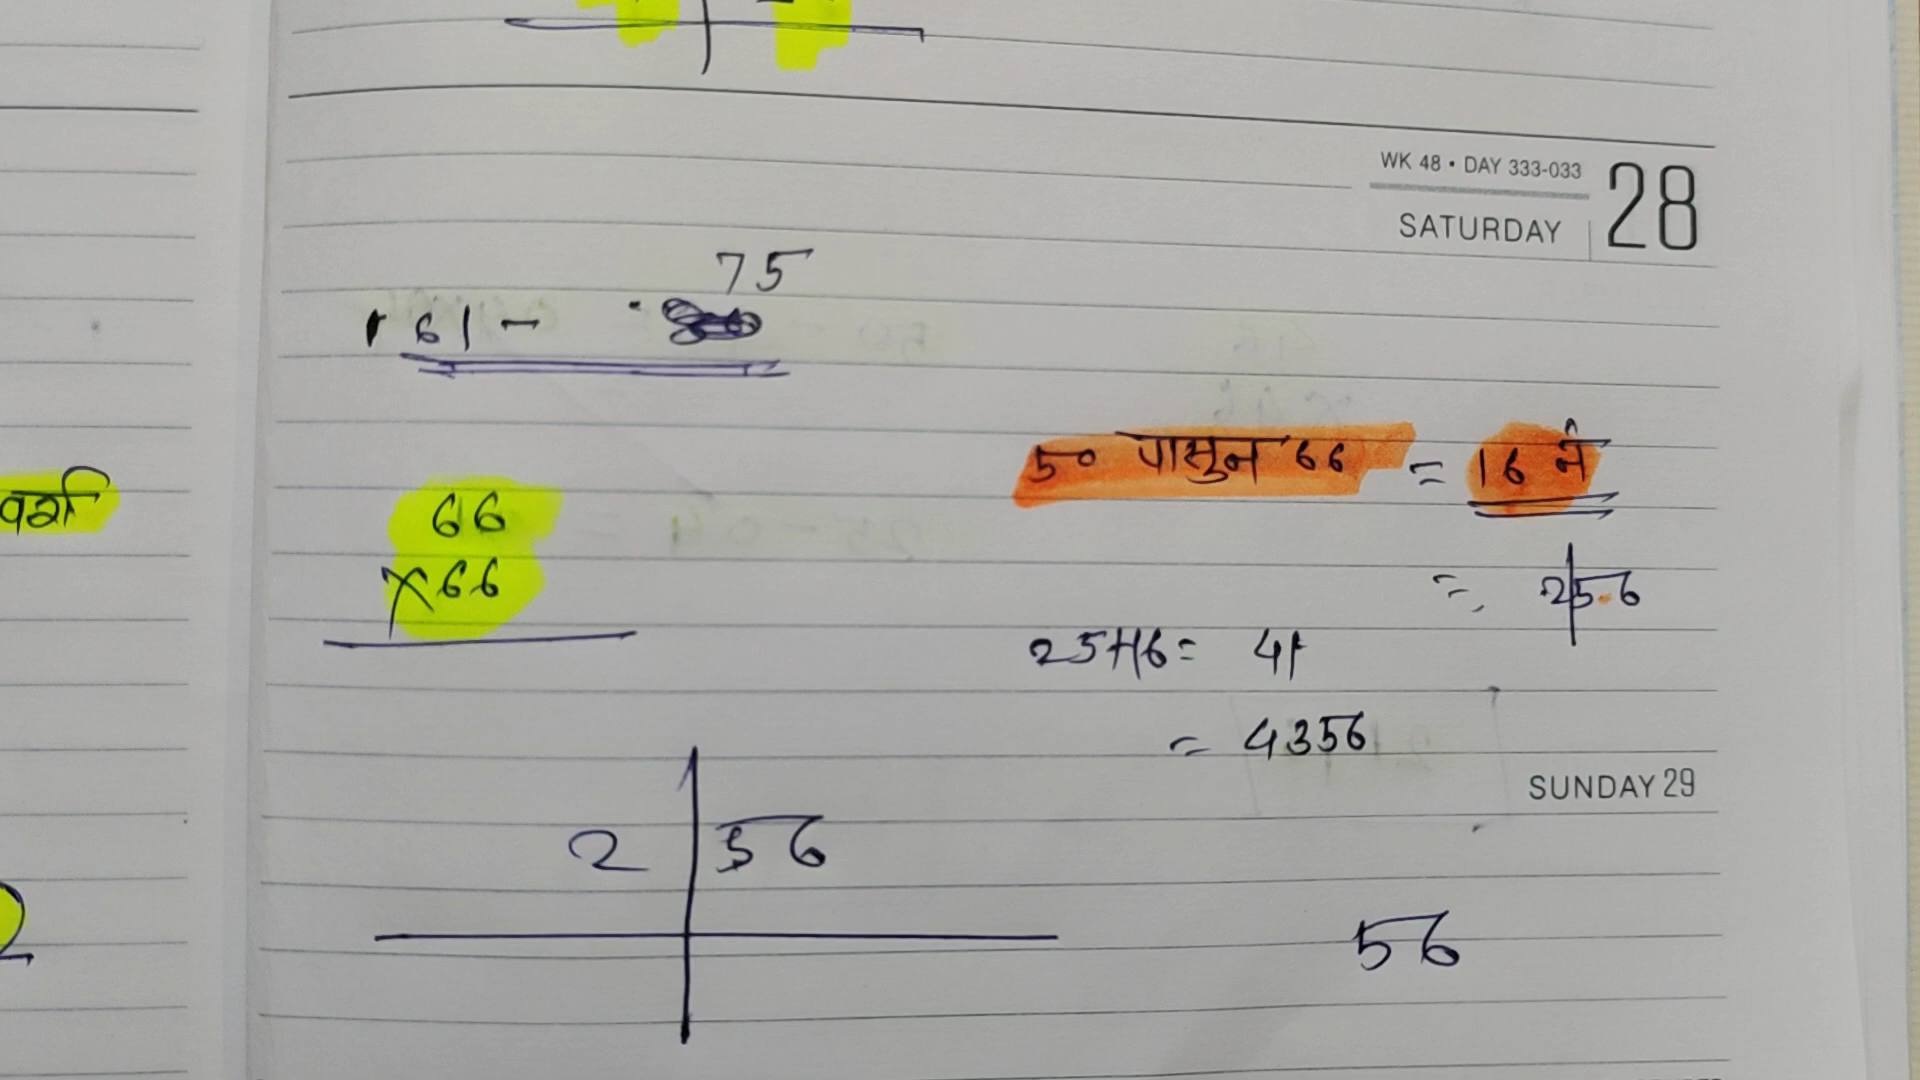 WK 48 • DAY 333-033
SATURDAY 28
75
61 -
50 पासुन 66 = 16 ने
66
×66
= 2|56
25+16 = 41
= 4356
SUNDAY 29
2 | 56
56